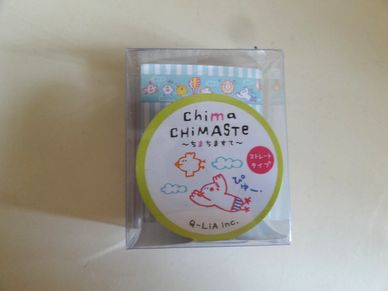 Chima
CHiMASTe
～ちまちますて～
ストレート
タイプ
ぴゅー.
Q-LiA inc.